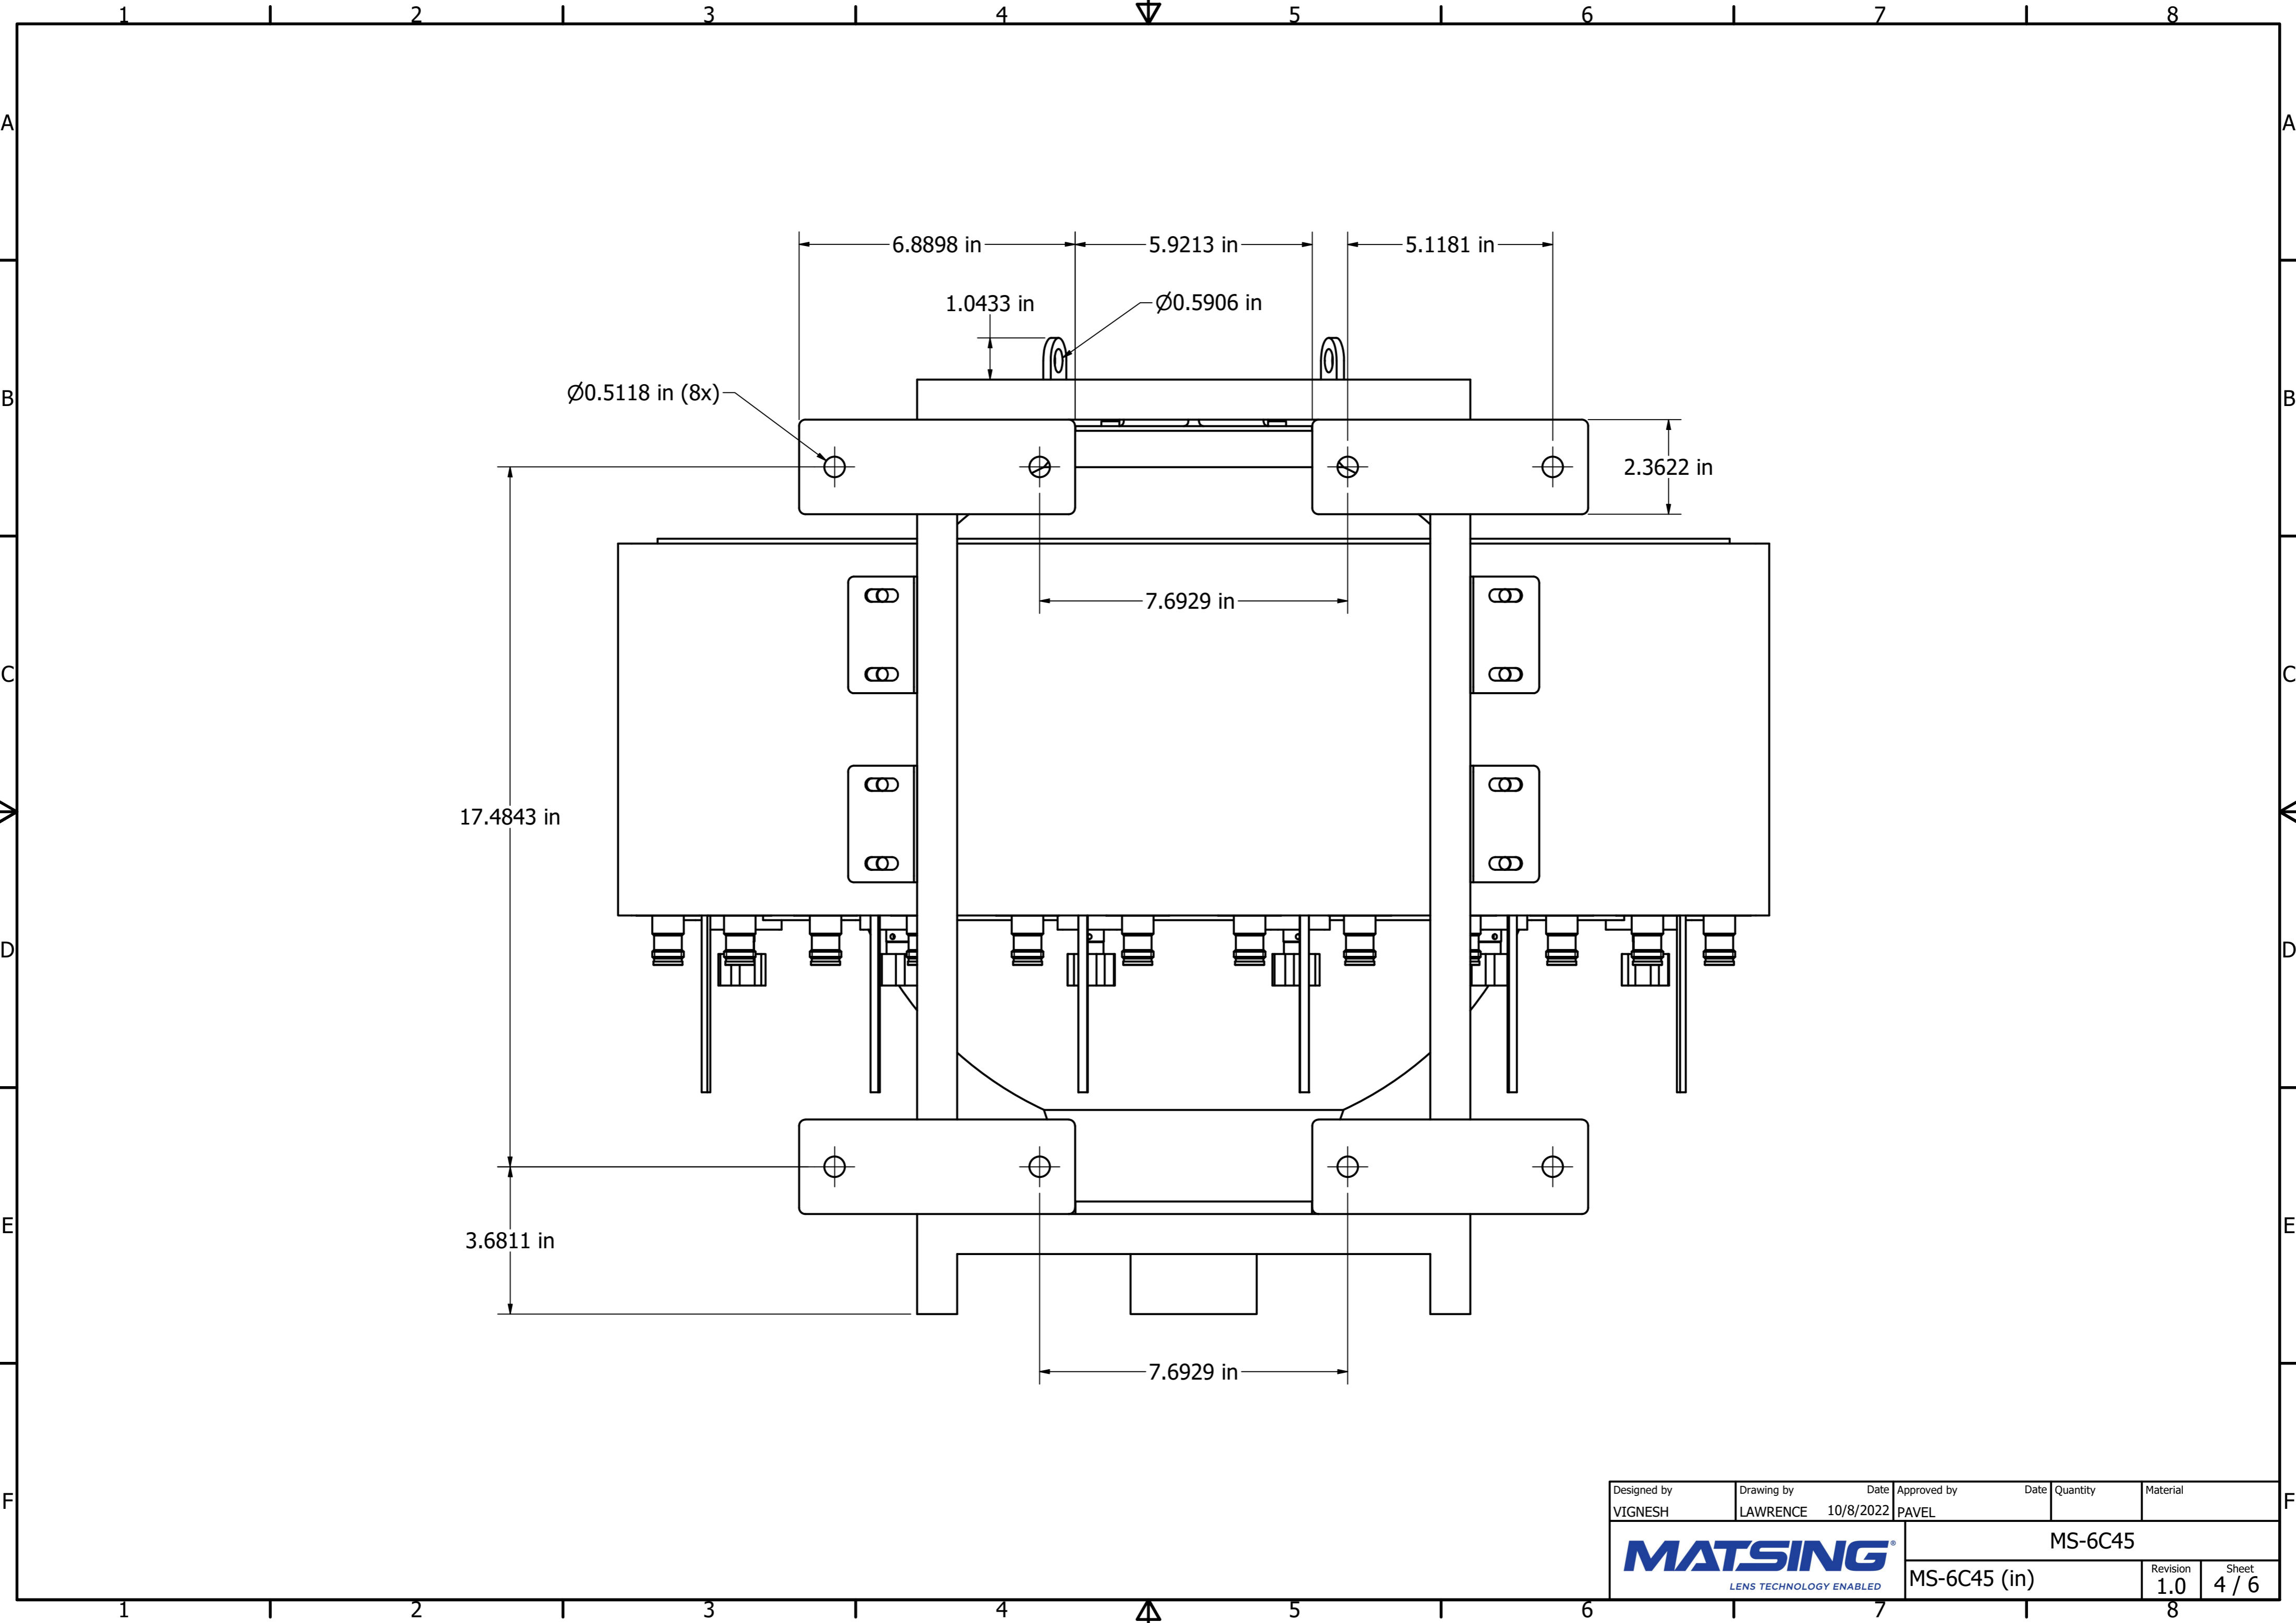 1 2 3 4 5 6 7 8
A A
6.8898 in 5.9213 in 5.1181 in
1.0433 in Ø0.5906 in
Ø0.5118 in (8x)
B B
2.3622 in
7.6929 in
C C
17.4843 in
D D
E E
3.6811 in
7.6929 in
F F
Designed by Drawing by Date Approved by Date Quantity Material
VIGNESH LAWRENCE 10/8/2022 PAVEL
MS-6C45
MATSING®
LENS TECHNOLOGY ENABLED
MS-6C45 (in)
Revision Sheet
1.0 4 / 6
1 2 3 4 5 6 7 8